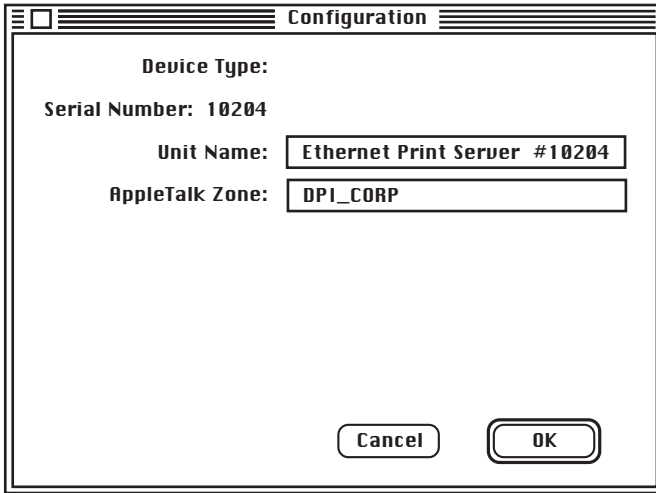 Configuration
Device Type:
Serial Number: 10204
Unit Name: Ethernet Print Server #10204
AppleTalk Zone: DPI_CORP
Cancel OK